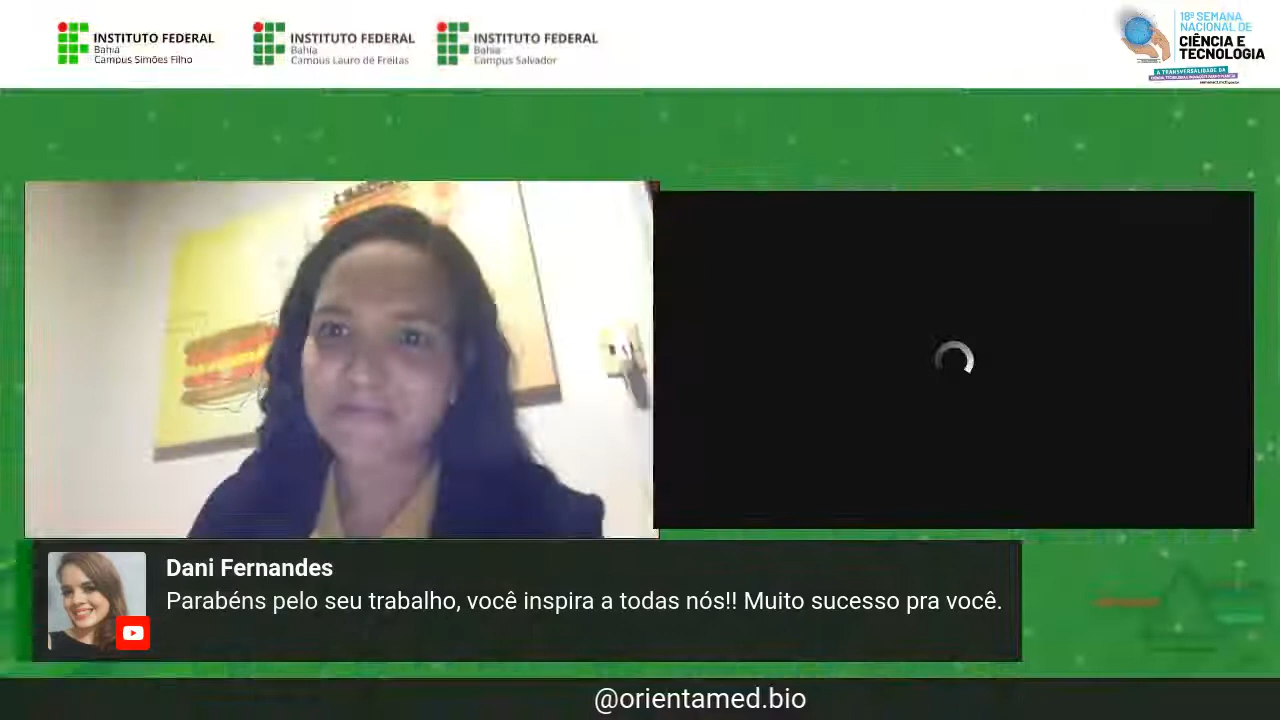 INSTITUTO FEDERAL
Bahia
Campus Simões Filho
INSTITUTO FEDERAL
Bahia
Campus Lauro de Freitas
INSTITUTO FEDERAL
Bahia
Campus Salvador
18ª SEMANA
NACIONAL DE
CIÊNCIA E
TECNOLOGIA
A TRANSVERSALIDADE DA
Dani Fernandes
Parabéns pelo seu trabalho, você inspira a todas nós!! Muito sucesso pra você.
@orientamed.bio